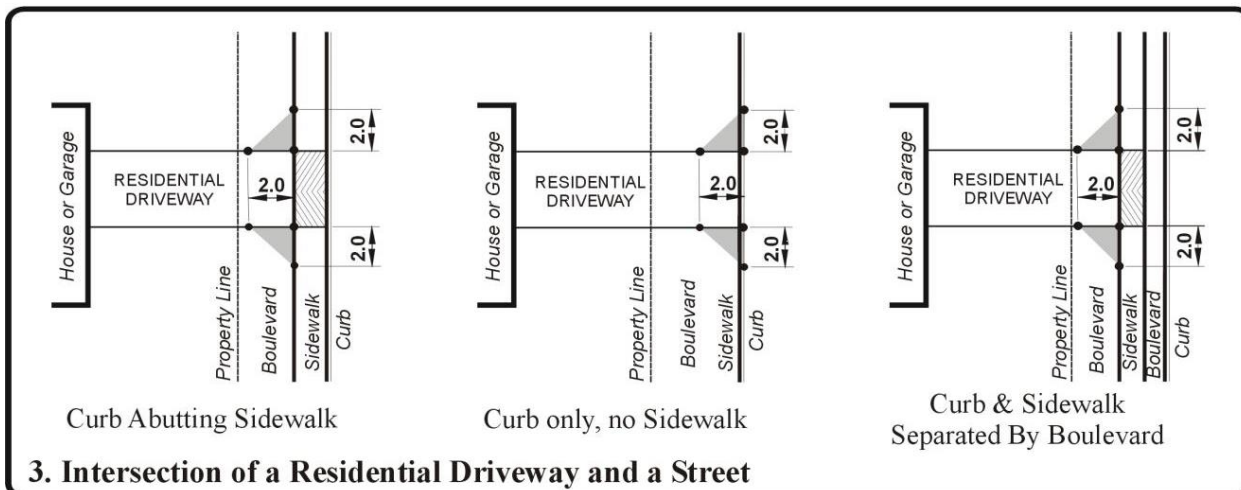 House or Garage
RESIDENTIAL
DRIVEWAY
2.0
2.0
2.0
Property Line
Boulevard
Sidewalk
Curb
Curb Abutting Sidewalk
House or Garage
RESIDENTIAL
DRIVEWAY
2.0
2.0
2.0
Property Line
Boulevard
Sidewalk
Curb
Curb only, no Sidewalk
House or Garage
RESIDENTIAL
DRIVEWAY
2.0
2.0
2.0
Property Line
Boulevard
Sidewalk
Boulevard
Curb
Curb & Sidewalk
Separated By Boulevard
3. Intersection of a Residential Driveway and a Street